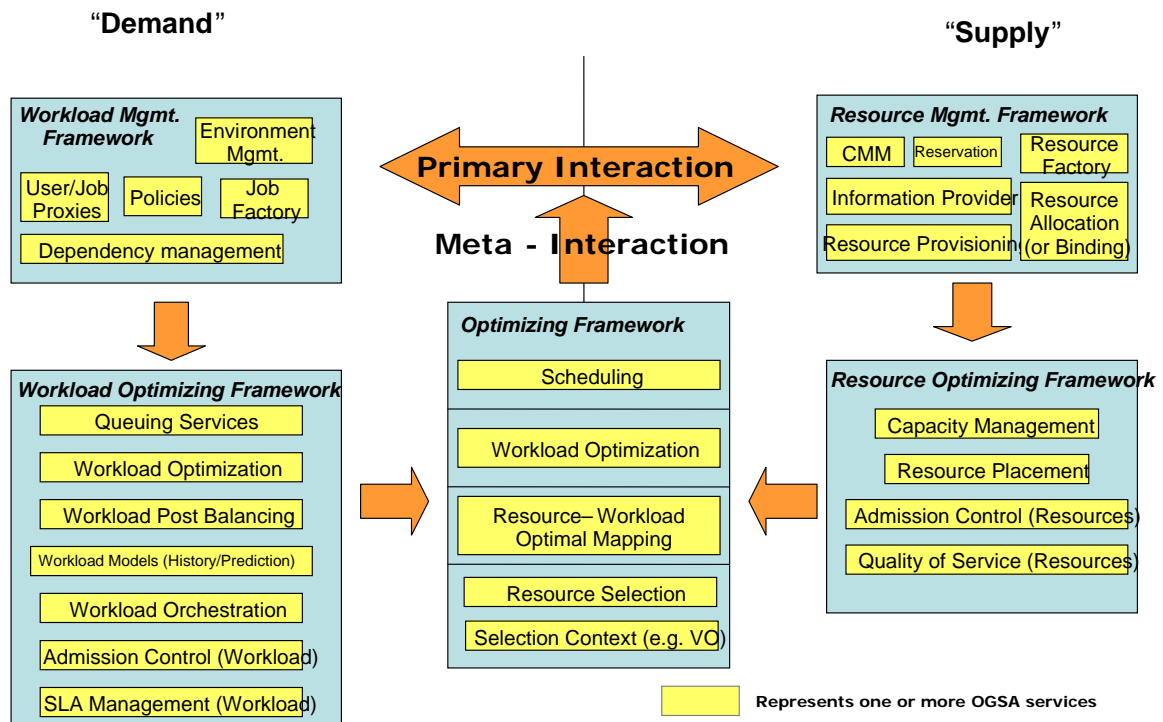 “Demand”
“Supply”
Workload Mgmt.
Framework
Environment
Mgmt.
User/Job
Proxies
Policies
Job
Factory
Dependency management
Primary Interaction
Meta - Interaction
Resource Mgmt. Framework
CMM
Reservation
Resource
Factory
Information Provider
Resource
Allocation
(or Binding)
Resource Provisioning
Workload Optimizing Framework
Queuing Services
Workload Optimization
Workload Post Balancing
Workload Models (History/Prediction)
Workload Orchestration
Admission Control (Workload)
SLA Management (Workload)
Optimizing Framework
Scheduling
Workload Optimization
Resource– Workload
Optimal Mapping
Resource Selection
Selection Context (e.g. VO)
Resource Optimizing Framework
Capacity Management
Resource Placement
Admission Control (Resources)
Quality of Service (Resources)
Represents one or more OGSA services